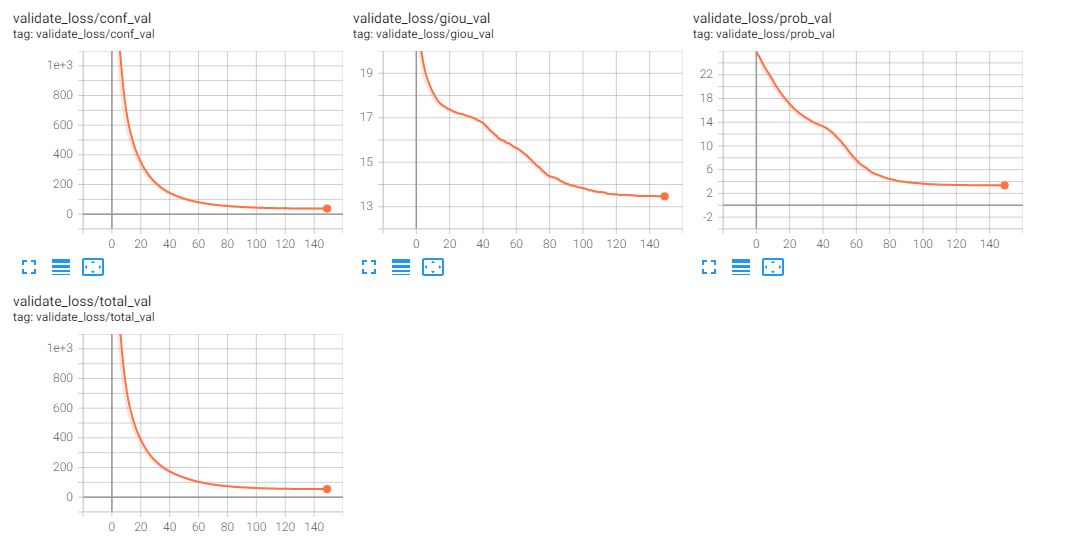 validate_loss/conf_val
tag: validate_loss/conf_val
1e+3
800
600
400
200
0
0 20 40 60 80 100 120 140
validate_loss/giou_val
tag: validate_loss/giou_val
19
17
15
13
0 20 40 60 80 100 120 140
validate_loss/prob_val
tag: validate_loss/prob_val
22
18
14
10
6
2
-2
0 20 40 60 80 100 120 140
validate_loss/total_val
tag: validate_loss/total_val
1e+3
800
600
400
200
0
0 20 40 60 80 100 120 140